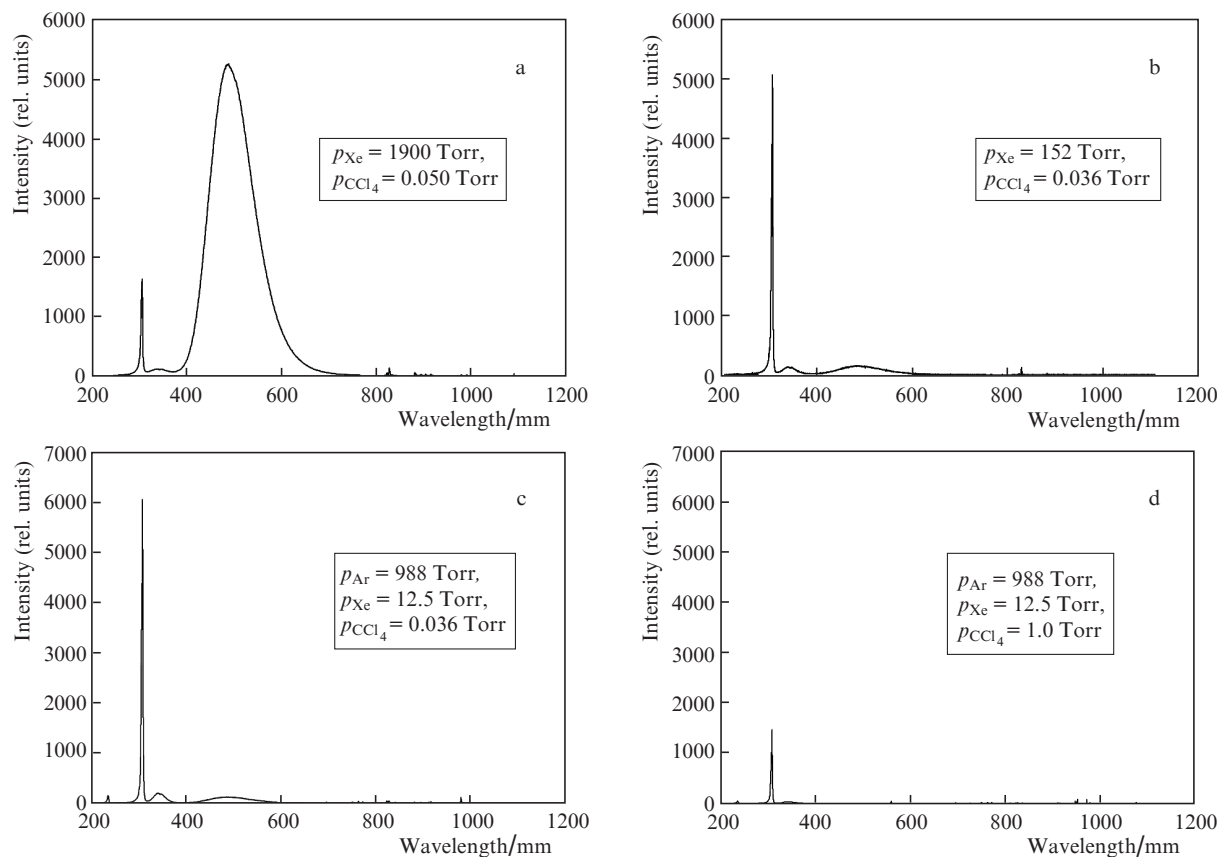 Intensity (rel. units)
6000
5000
4000
3000
2000
1000
0
a
pXe = 1900 Torr,
pCCl4 = 0.050 Torr
200 400 600 800 1000 1200
Wavelength/mm
Intensity (rel. units)
6000
5000
4000
3000
2000
1000
0
b
pXe = 152 Torr,
pCCl4 = 0.036 Torr
200 400 600 800 1000 1200
Wavelength/mm
Intensity (rel. units)
7000
6000
5000
4000
3000
2000
1000
0
c
pAr = 988 Torr,
pXe = 12.5 Torr,
pCCl4 = 0.036 Torr
200 400 600 800 1000 1200
Wavelength/mm
Intensity (rel. units)
7000
6000
5000
4000
3000
2000
1000
0
d
pAr = 988 Torr,
pXe = 12.5 Torr,
pCCl4 = 1.0 Torr
200 400 600 800 1000 1200
Wavelength/mm